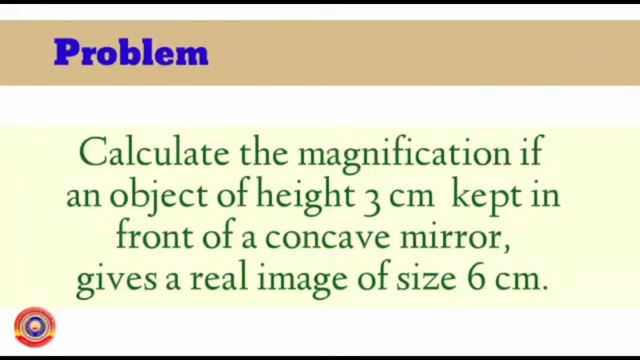 Problem
Calculate the magnification if
an object of height 3 cm kept in
front of a concave mirror,
gives a real image of size 6 cm.